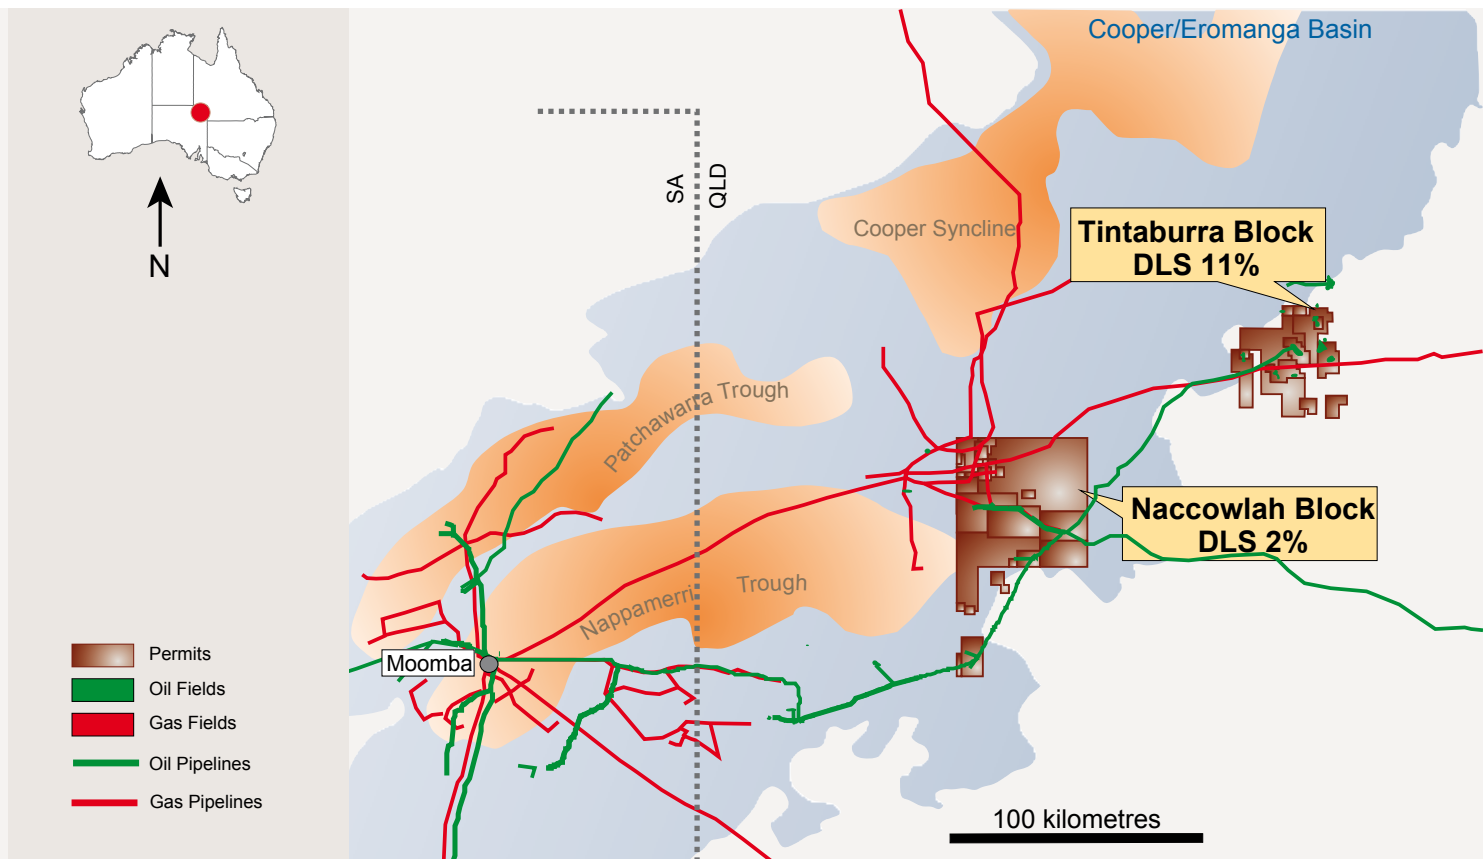 Cooper/Eromanga Basin
SA
QLD
Cooper Syncline
Tintaburra Block
DLS 11%
Patchawarra Trough
Naccowlah Block
DLS 2%
Nappamerri Trough
Moomba
N
Permits
Oil Fields
Gas Fields
Oil Pipelines
Gas Pipelines
100 kilometres